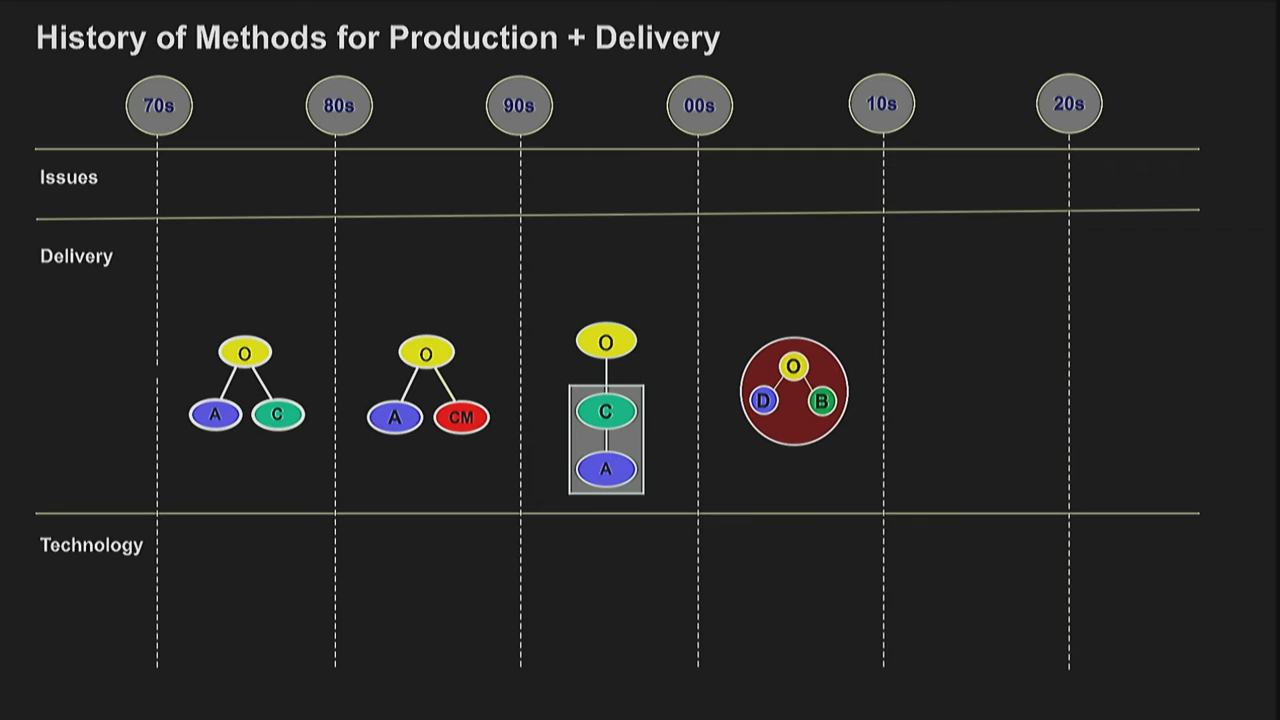 History of Methods for Production + Delivery
70s 80s 90s 00s 10s 20s
Issues
Delivery
O O O O
A C A CM C D B
A
Technology